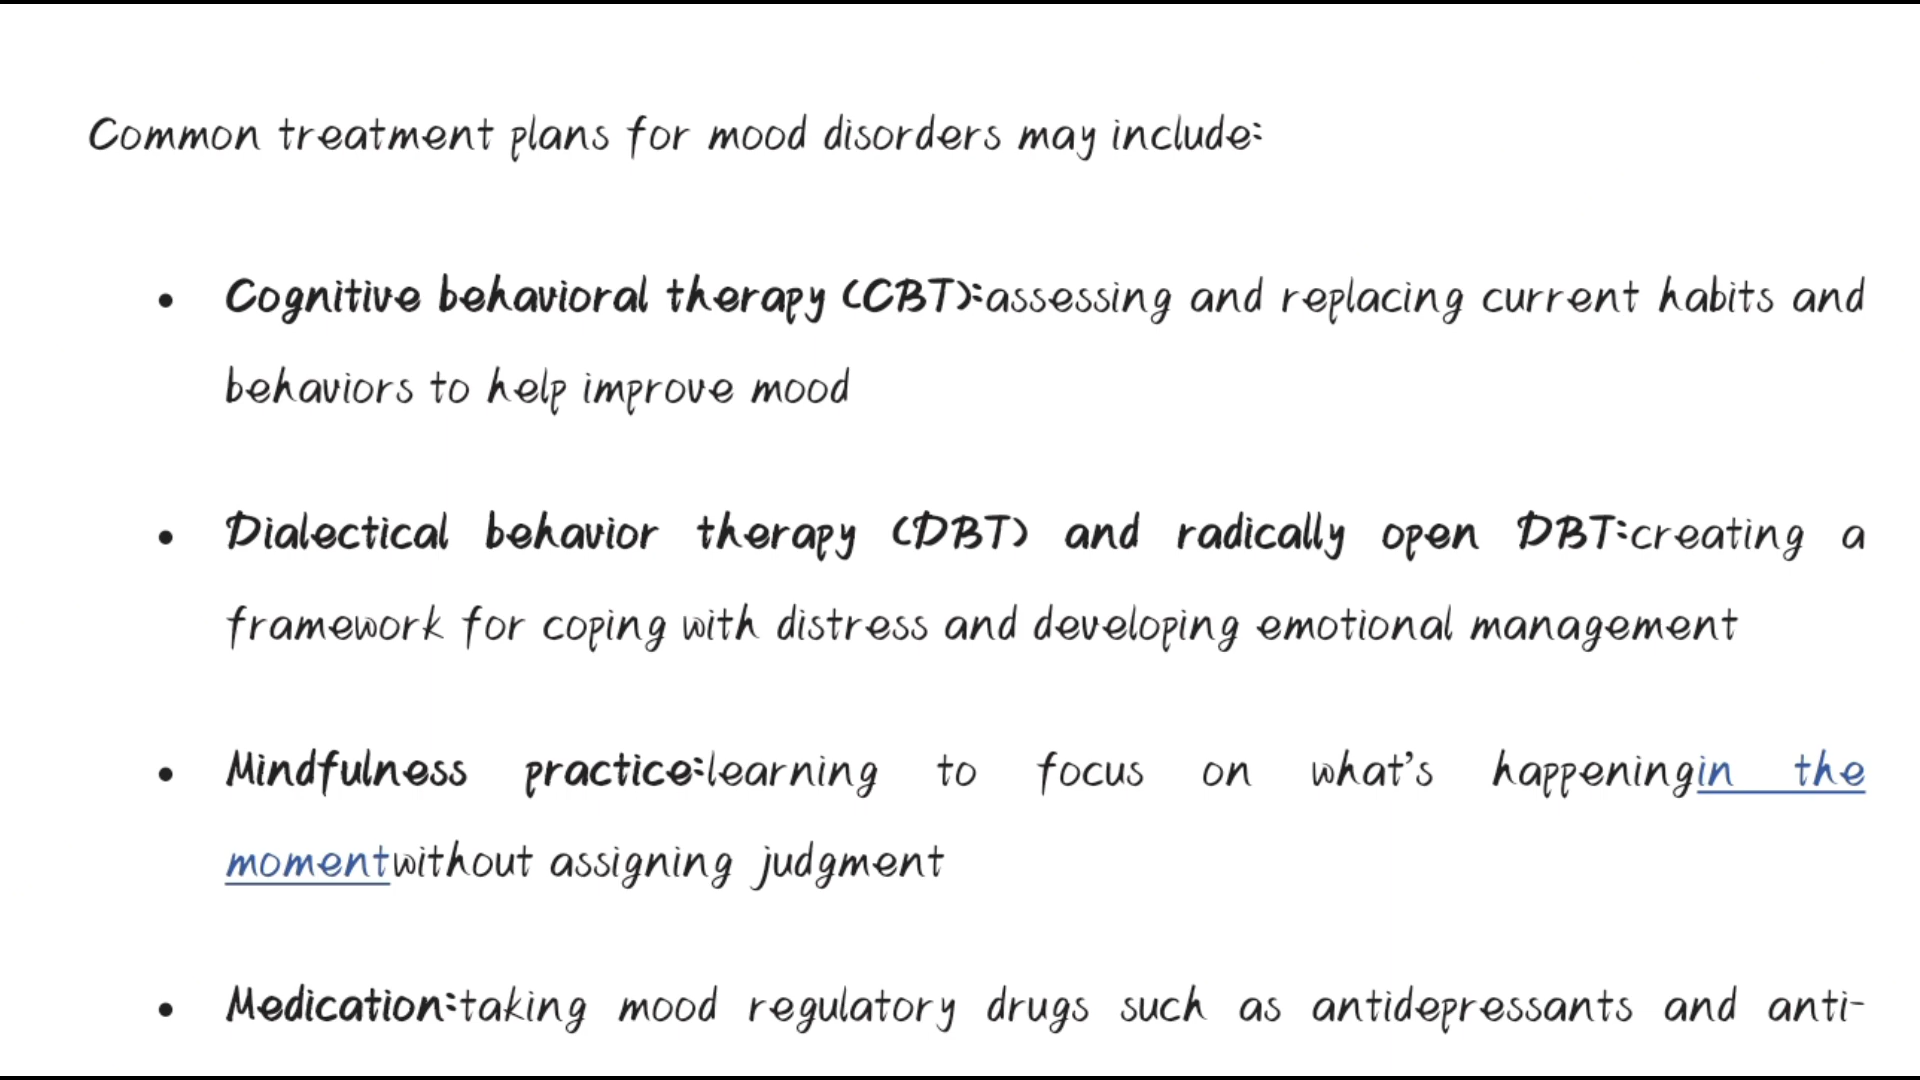 Common treatment plans for mood disorders may include:
• Cognitive behavioral therapy (CBT):assessing and replacing current habits and
behaviors to help improve mood
• Dialectical behavior therapy (DBT) and radically open DBT:creating a
framework for coping with distress and developing emotional management
• Mindfulness practice:learning to focus on what's happeningin the
momentwithout assigning judgment
• Medication:taking mood regulatory drugs such as antidepressants and anti-